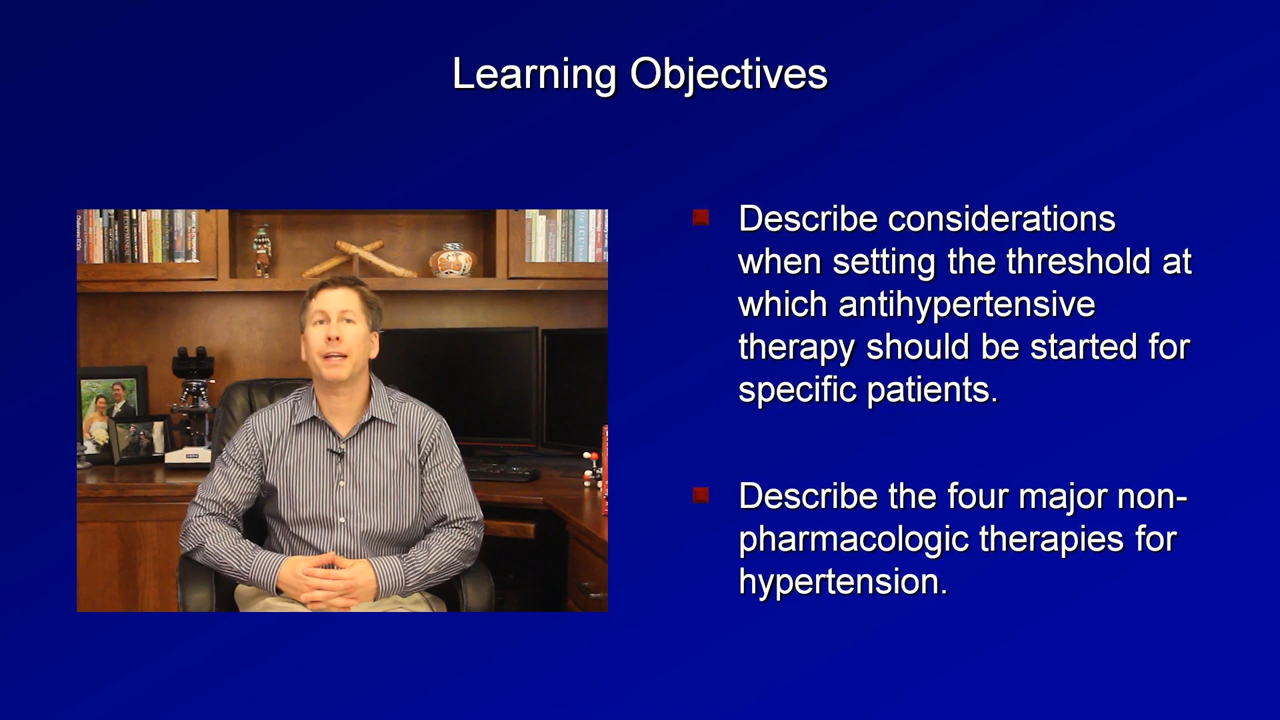 Learning Objectives
Describe considerations
when setting the threshold at
which antihypertensive
therapy should be started for
specific patients.
Describe the four major non-
pharmacologic therapies for
hypertension.